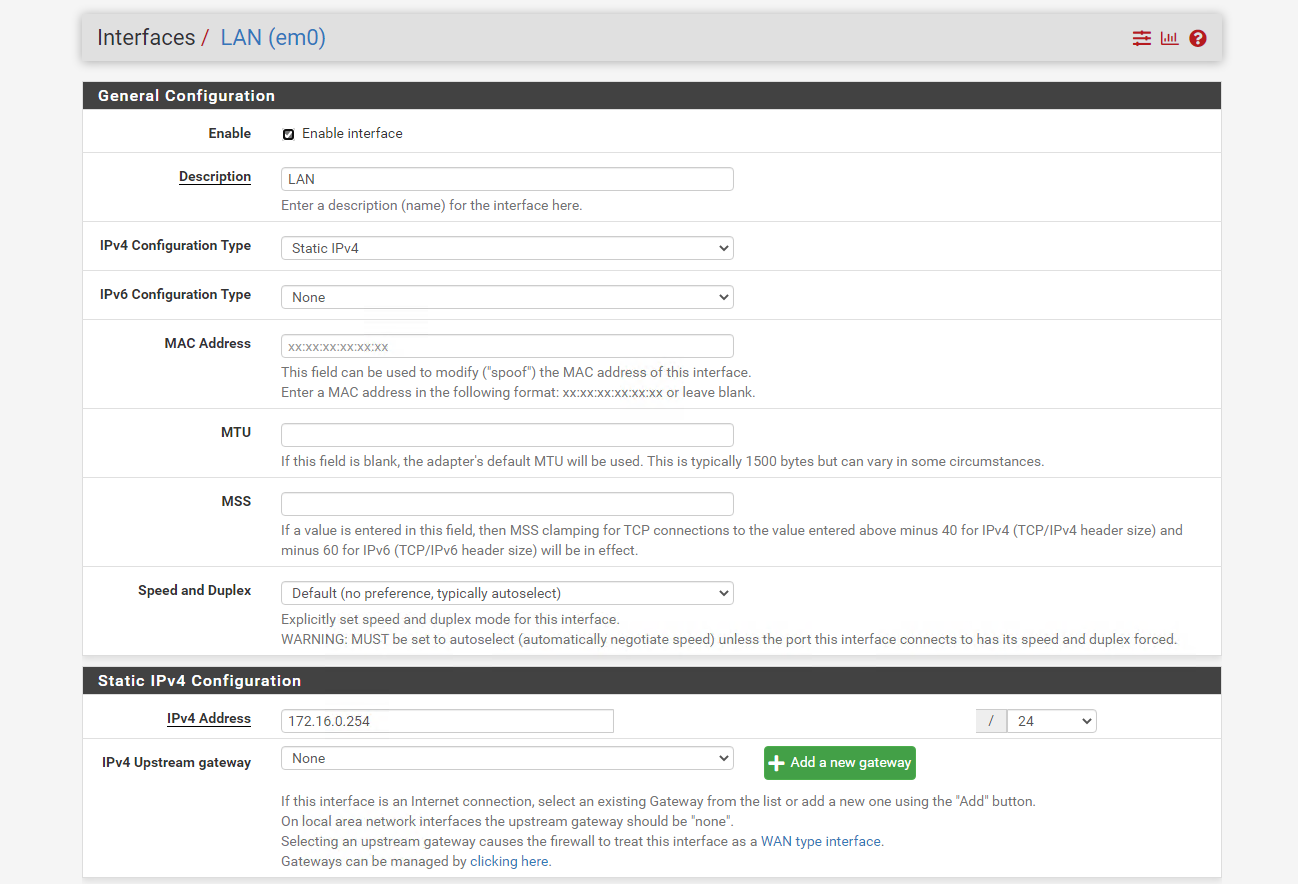 Interfaces / LAN (em0)
General Configuration
Enable Enable interface
Description LAN
Enter a description (name) for the interface here.
IPv4 Configuration Type Static IPv4
IPv6 Configuration Type None
MAC Address xx:xx:xx:xx:xx:xx
This field can be used to modify ("spoof") the MAC address of this interface.
Enter a MAC address in the following format: xx:xx:xx:xx:xx:xx or leave blank.
MTU
If this field is blank, the adapter's default MTU will be used. This is typically 1500 bytes but can vary in some circumstances.
MSS
If a value is entered in this field, then MSS clamping for TCP connections to the value entered above minus 40 for IPv4 (TCP/IPv4 header size) and
minus 60 for IPv6 (TCP/IPv6 header size) will be in effect.
Speed and Duplex Default (no preference, typically autoselect)
Explicitly set speed and duplex mode for this interface.
WARNING: MUST be set to autoselect (automatically negotiate speed) unless the port this interface connects to has its speed and duplex forced.
Static IPv4 Configuration
IPv4 Address 172.16.0.254 / 24
IPv4 Upstream gateway None Add a new gateway
If this interface is an Internet connection, select an existing Gateway from the list or add a new one using the "Add" button.
On local area network interfaces the upstream gateway should be "none".
Selecting an upstream gateway causes the firewall to treat this interface as a WAN type interface.
Gateways can be managed by clicking here.